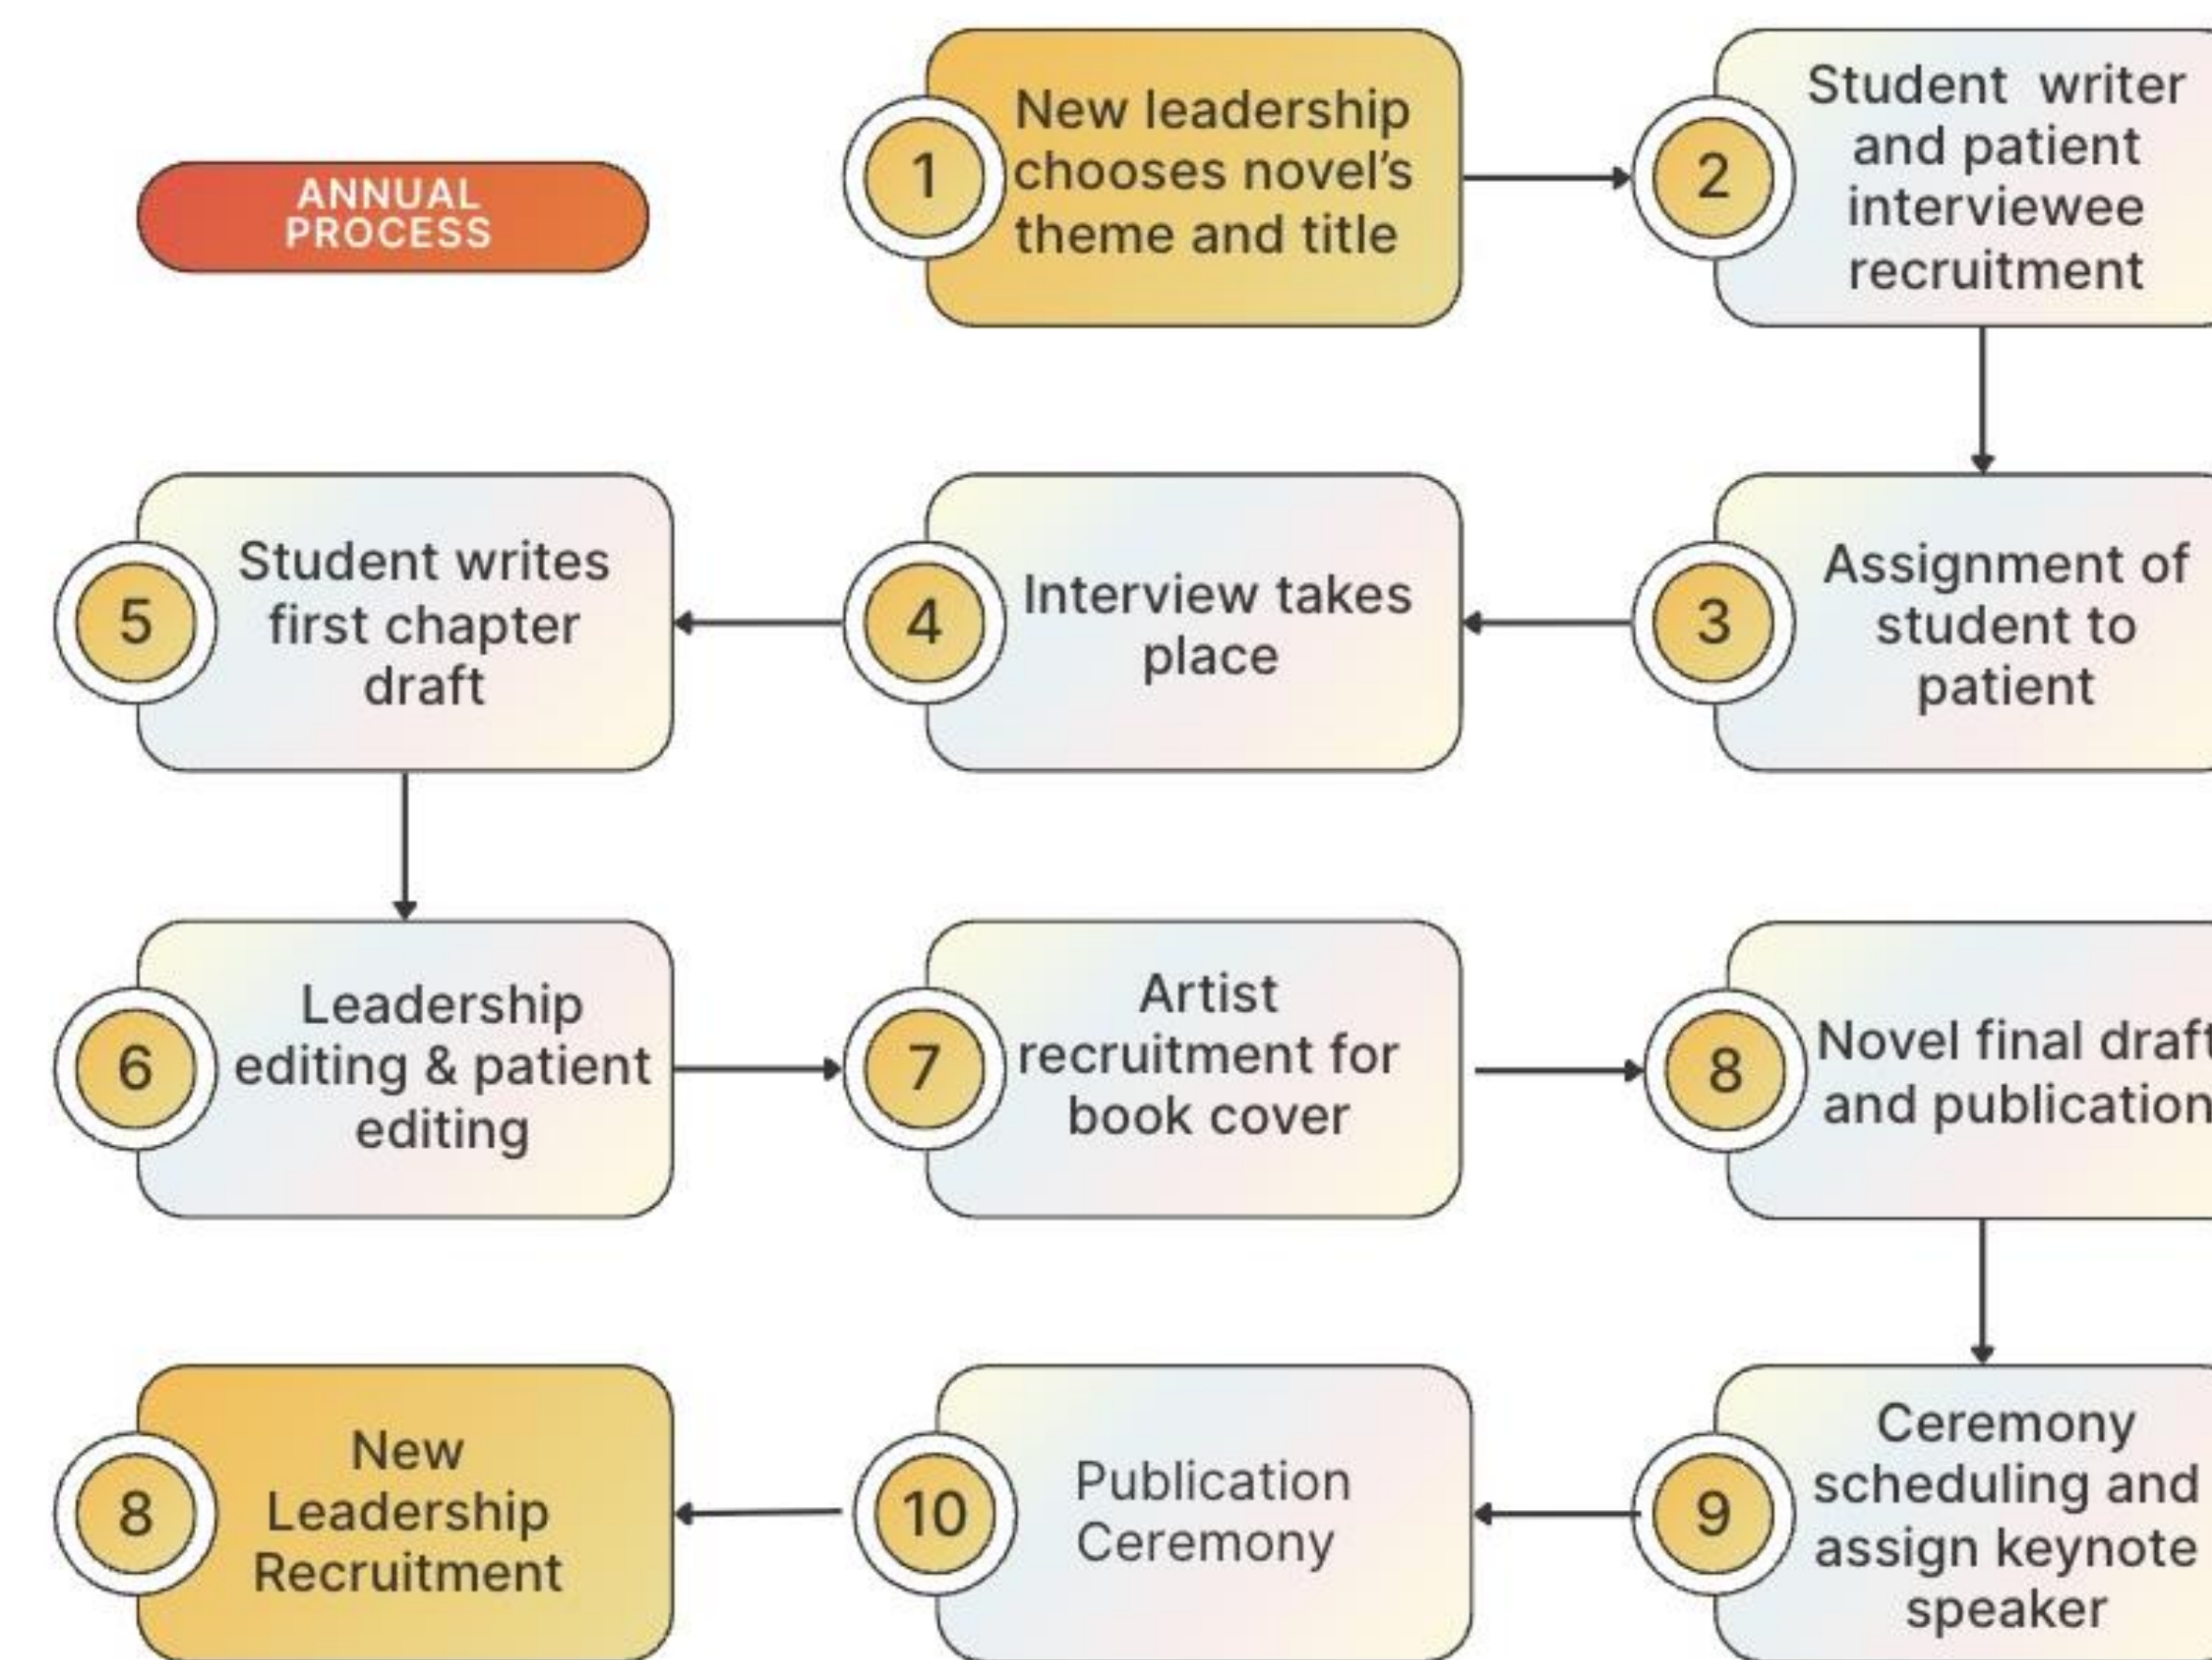 ANNUAL
PROCESS
1
New leadership
chooses novel's
theme and title
2
Student writer
and patient
interviewee
recruitment
3
Assignment of
student to
patient
4
Interview takes
place
5
Student writes
first chapter
draft
6
Leadership
editing & patient
editing
7
Artist
recruitment for
book cover
8
Novel final draft
and publication
9
Ceremony
scheduling and
assign keynote
speaker
10
Publication
Ceremony
8
New
Leadership
Recruitment